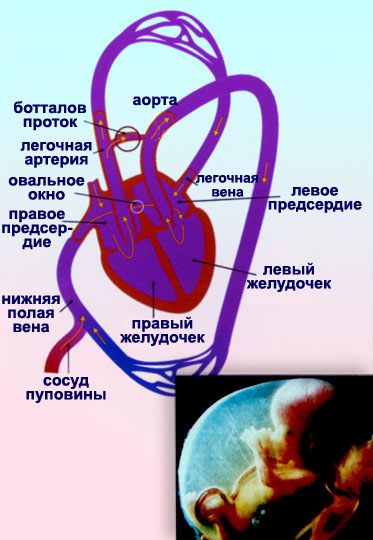 боталлов
проток
аорта
легочная
артерия
легочная
вена
овальное
окно
левое
предсердие
правое
предсер-
дие
левый
желудочек
нижняя
полая
вена
правый
желудочек
сосуд
пуповины